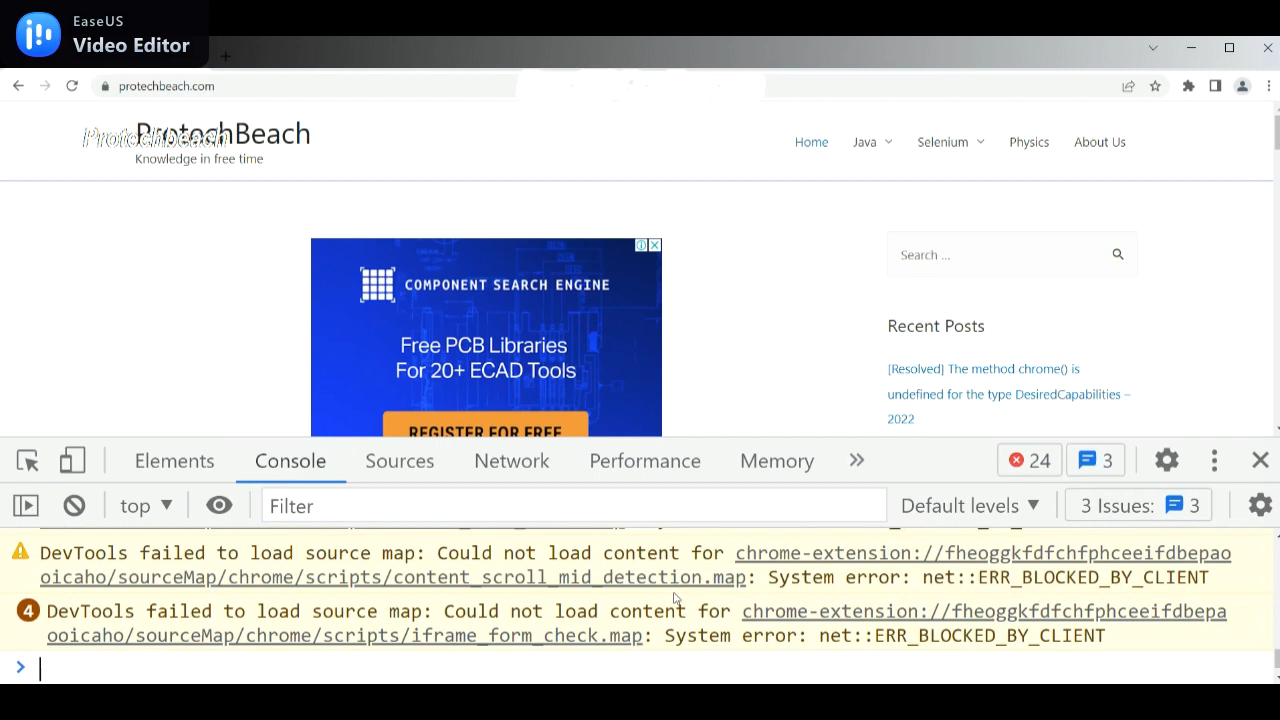 EaseUS
Video Editor
protechbeach.com
ProtechBeach
Protechbeach
Knowledge in free time
Home Java Selenium Physics About Us
COMPONENT SEARCH ENGINE
Free PCB Libraries
For 20+ ECAD Tools
REGISTER FOR FREE
Search ...
Recent Posts
[Resolved] The method chrome() is
undefined for the type DesiredCapabilities –
2022
Elements Console Sources Network Performance Memory 24 3
top Filter Default levels 3 Issues: 3
DevTools failed to load source map: Could not load content for chrome-extension://fheoggkfdfchfphceeifdbepao
oicaho/sourceMap/chrome/scripts/content_scroll_mid_detection.map: System error: net::ERR_BLOCKED_BY_CLIENT
4 DevTools failed to load source map: Could not load content for chrome-extension://fheoggkfdfchfphceeifdbepa
ooicaho/sourceMap/chrome/scripts/iframe_form_check.map: System error: net::ERR_BLOCKED_BY_CLIENT